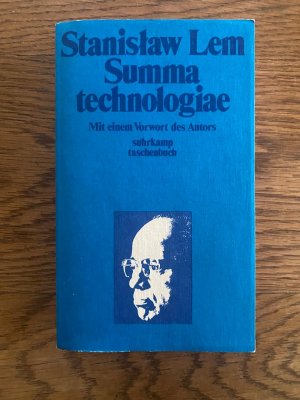 Stanisław Lem
Summa
technologiae
Mit einem Vorwort des Autors
suhrkamp
taschenbuch